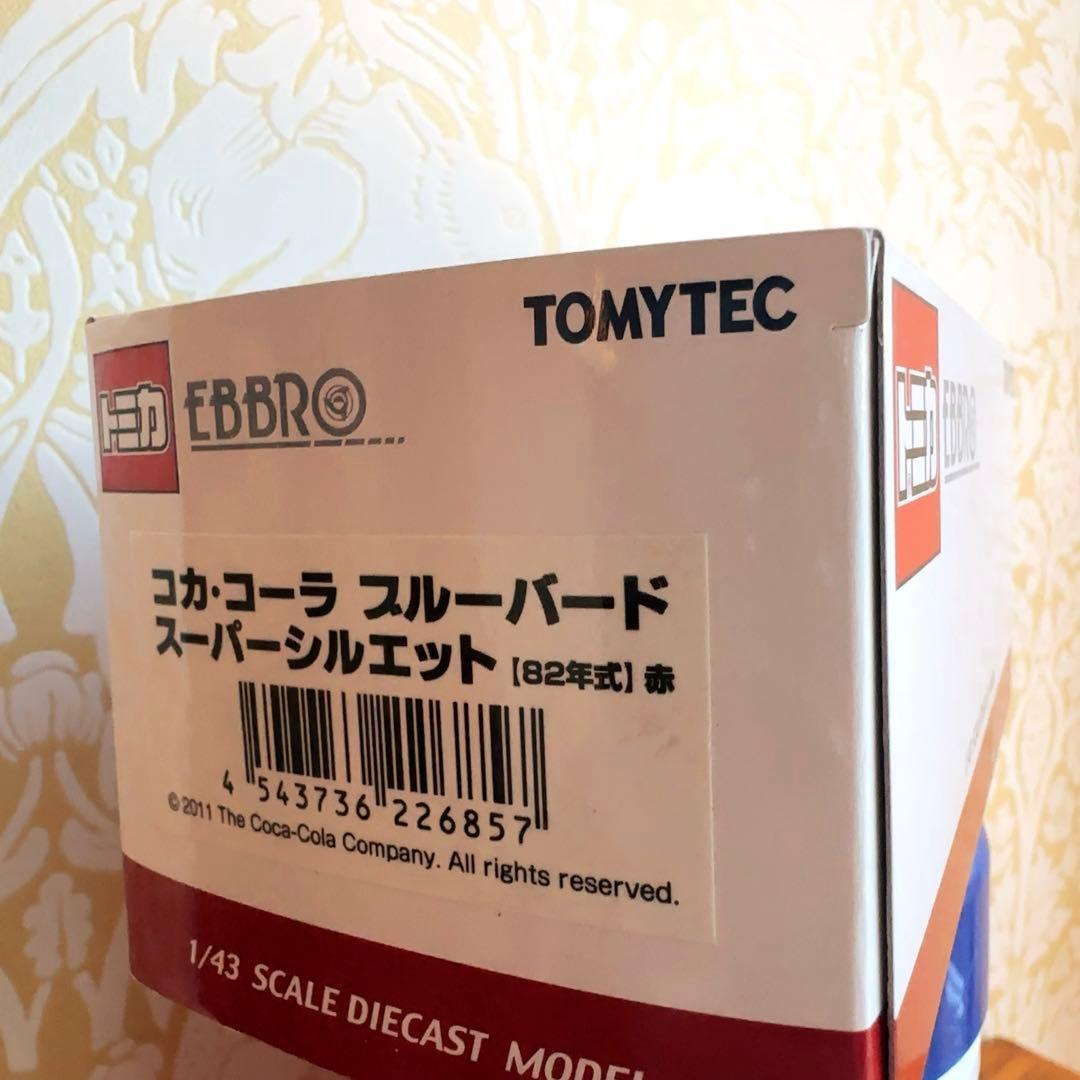 TOMYTEC
トミカ EBBRO
トミカ EBBRO
コカ・コーラ ブルーバード
スーパーシルエット【82年式】赤
4 543736 226857
© 2011 The Coca-Cola Company. All rights reserved.
1/43 SCALE DIECAST MODEL